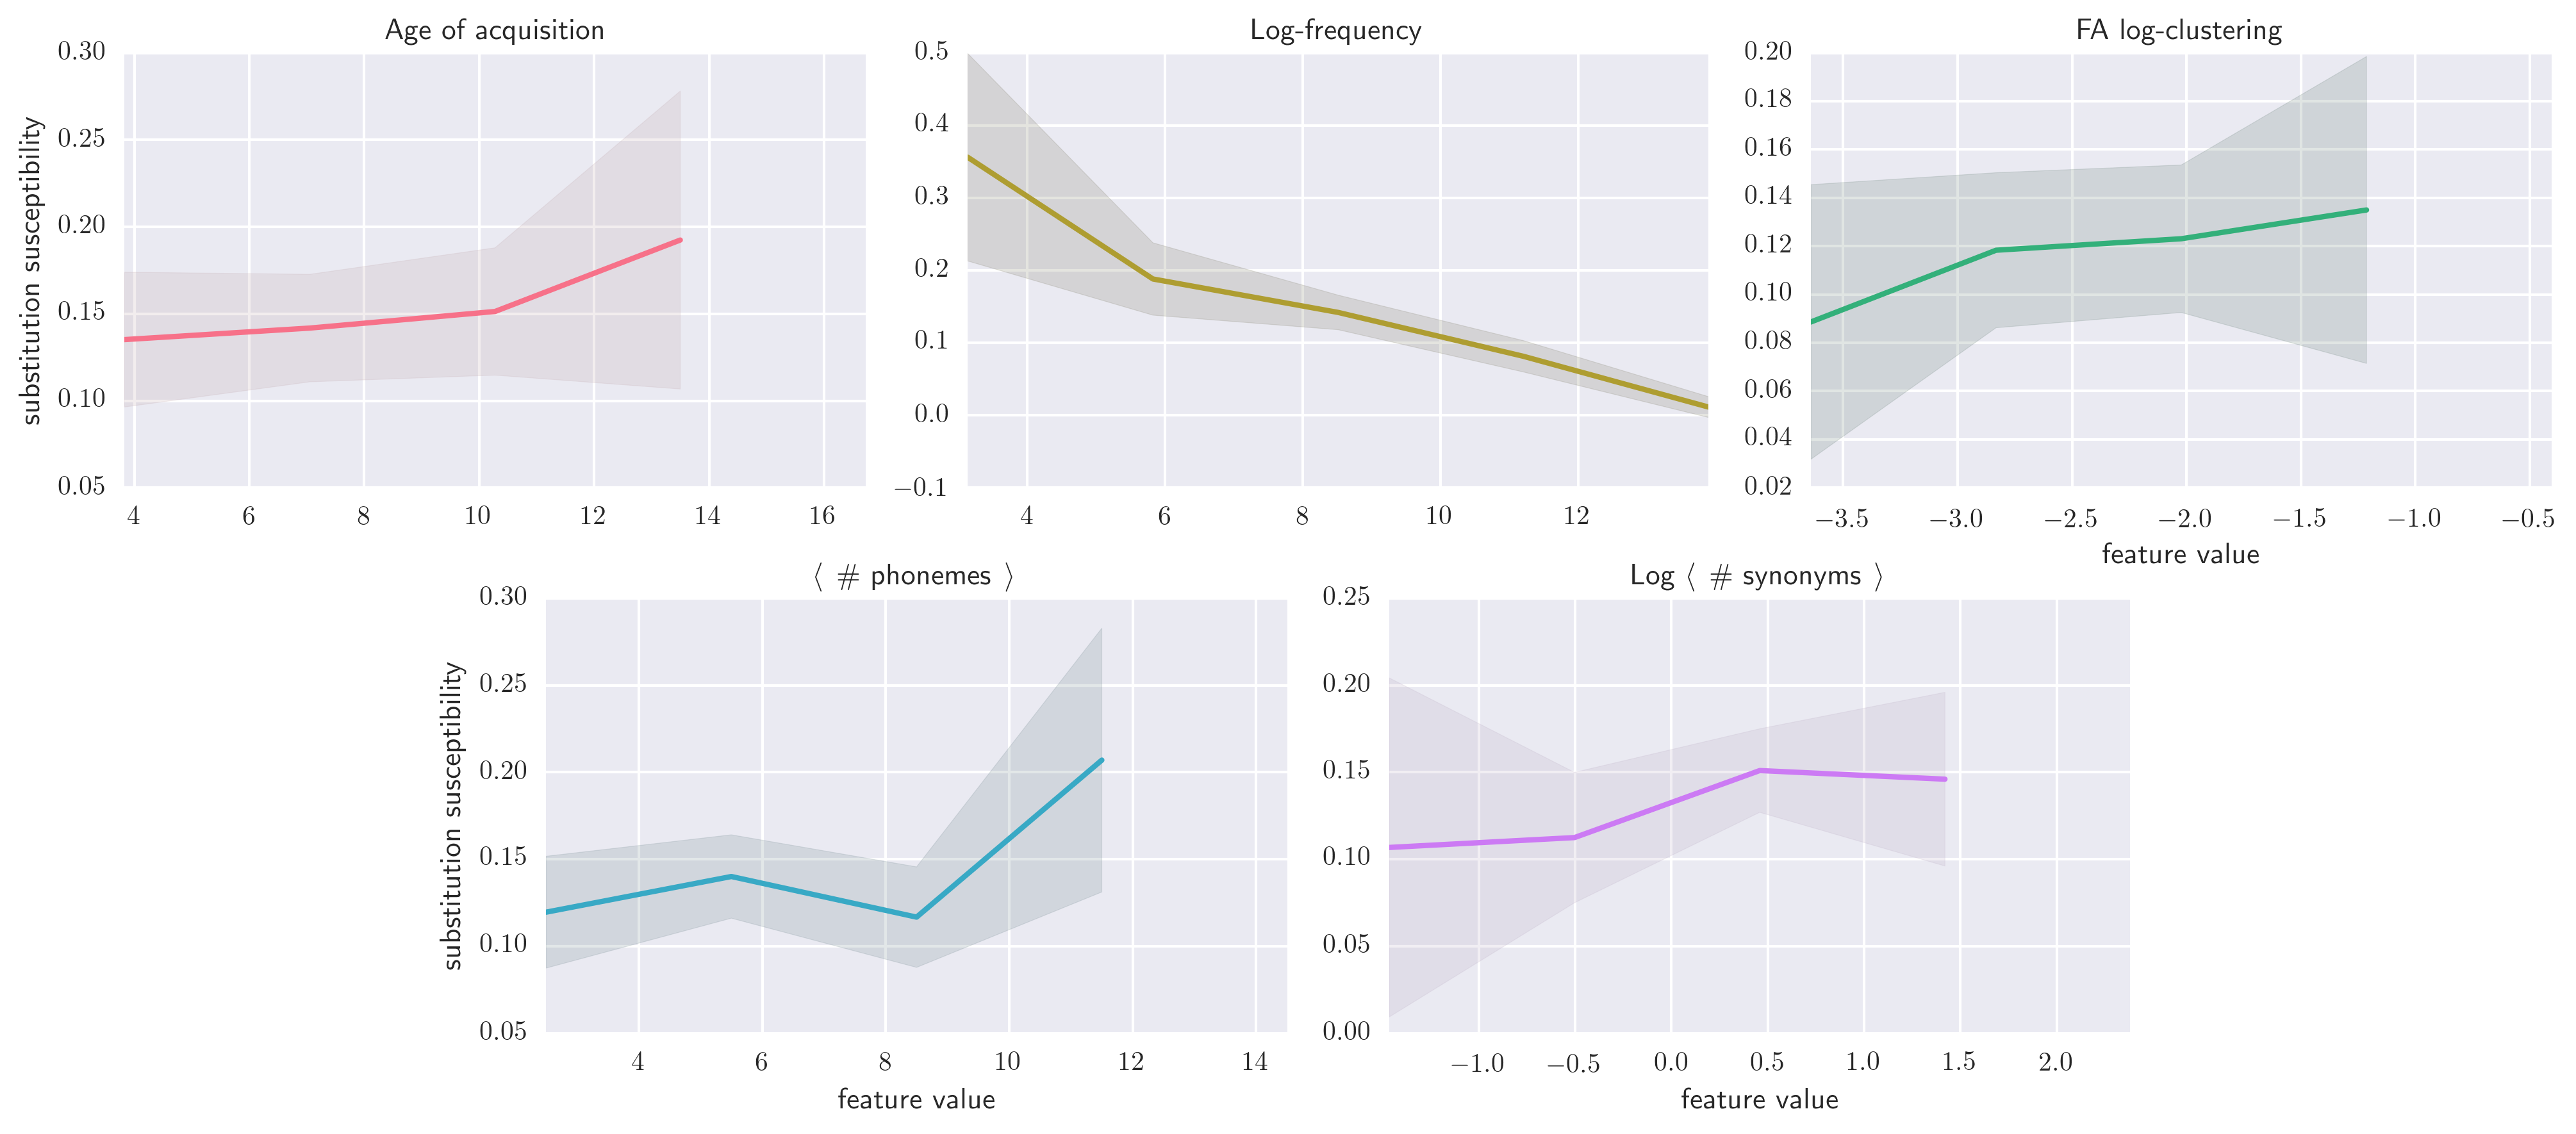 Age of acquisition
Log-frequency
FA log-clustering
0.30
0.25
0.20
0.15
0.10
0.05
substitution susceptibility
4 6 8 10 12 14 16
0.5
0.4
0.3
0.2
0.1
0.0
−0.1
4 6 8 10 12
0.20
0.18
0.16
0.14
0.12
0.10
0.08
0.06
0.04
0.02
−3.5 −3.0 −2.5 −2.0 −1.5 −1.0 −0.5
feature value
⟨ # phonemes ⟩
Log ⟨ # synonyms ⟩
0.30
0.25
0.20
0.15
0.10
0.05
substitution susceptibility
4 6 8 10 12 14
feature value
0.25
0.20
0.15
0.10
0.05
0.00
−1.0 −0.5 0.0 0.5 1.0 1.5 2.0
feature value